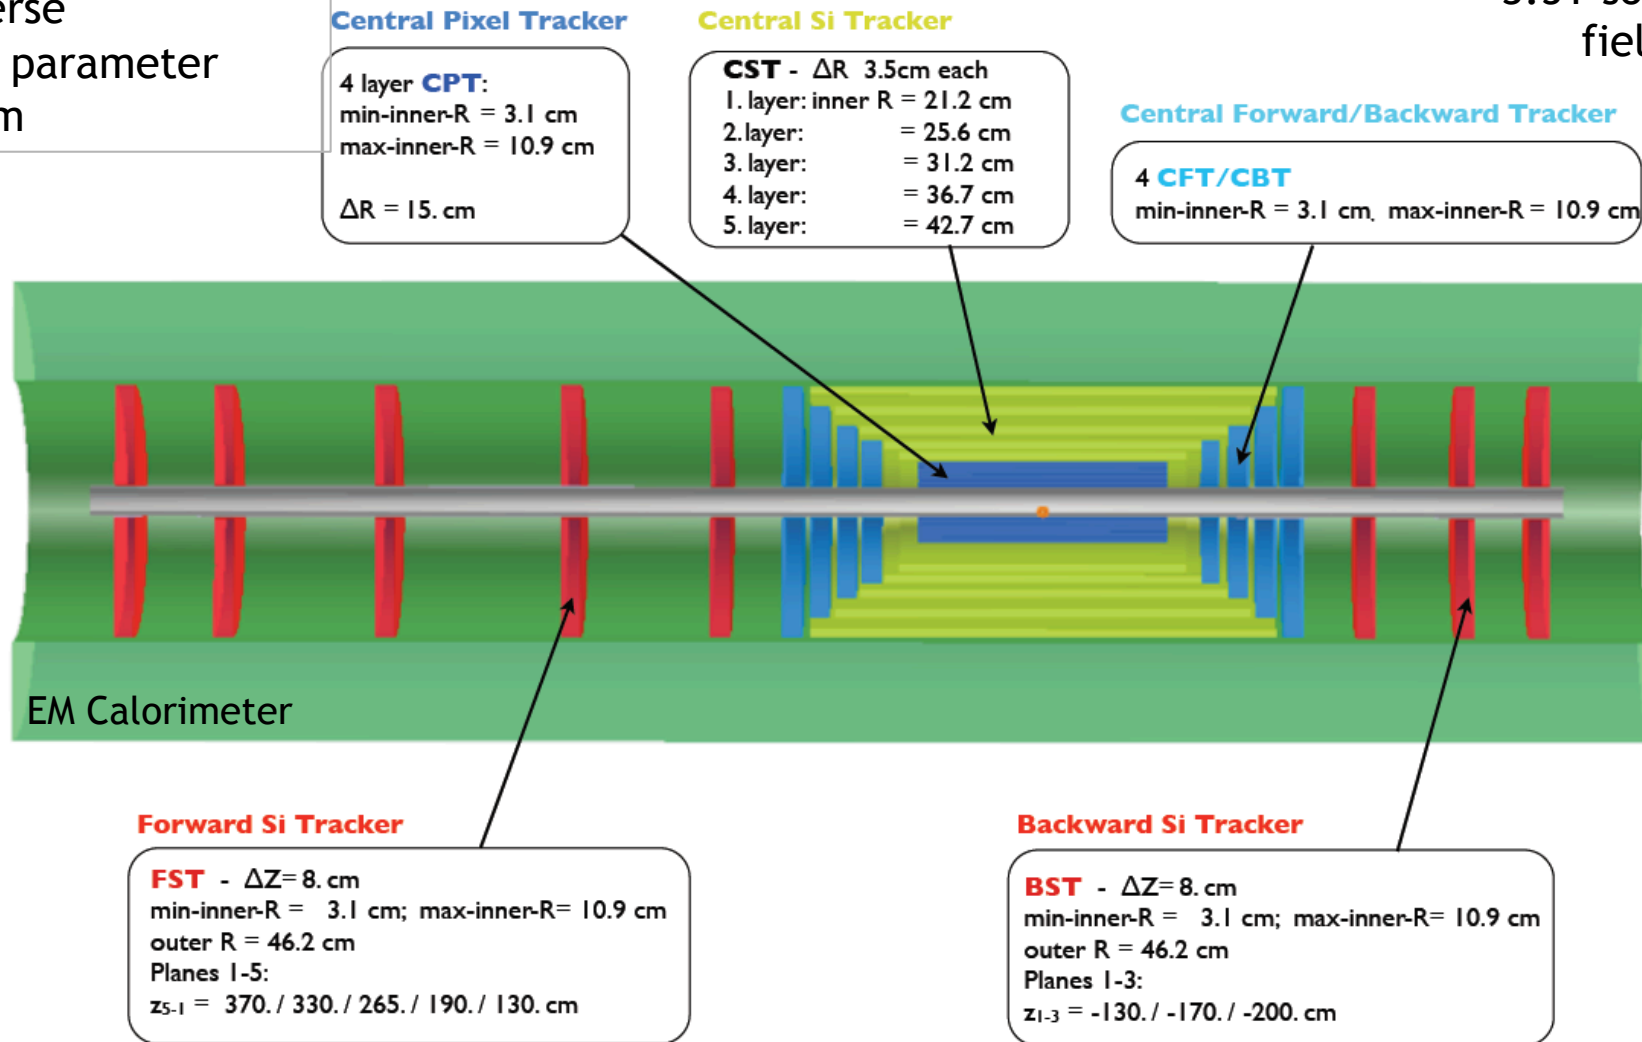 parameter
m
fiel
Central Pixel Tracker
4 layer CPT:
min-inner-R = 3.1 cm
max-inner-R = 10.9 cm
ΔR = 15. cm
Central Si Tracker
CST - ΔR 3.5cm each
1. layer: inner R = 21.2 cm
2. layer: = 25.6 cm
3. layer: = 31.2 cm
4. layer: = 36.7 cm
5. layer: = 42.7 cm
Central Forward/Backward Tracker
4 CFT/CBT
min-inner-R = 3.1 cm, max-inner-R = 10.9 cm
EM Calorimeter
Forward Si Tracker
FST - ΔZ= 8. cm
min-inner-R = 3.1 cm; max-inner-R= 10.9 cm
outer R = 46.2 cm
Planes 1-5:
z5-1 = 370. / 330. / 265. / 190. / 130. cm
Backward Si Tracker
BST - ΔZ= 8. cm
min-inner-R = 3.1 cm; max-inner-R= 10.9 cm
outer R = 46.2 cm
Planes 1-3:
z1-3 = -130. / -170. / -200. cm